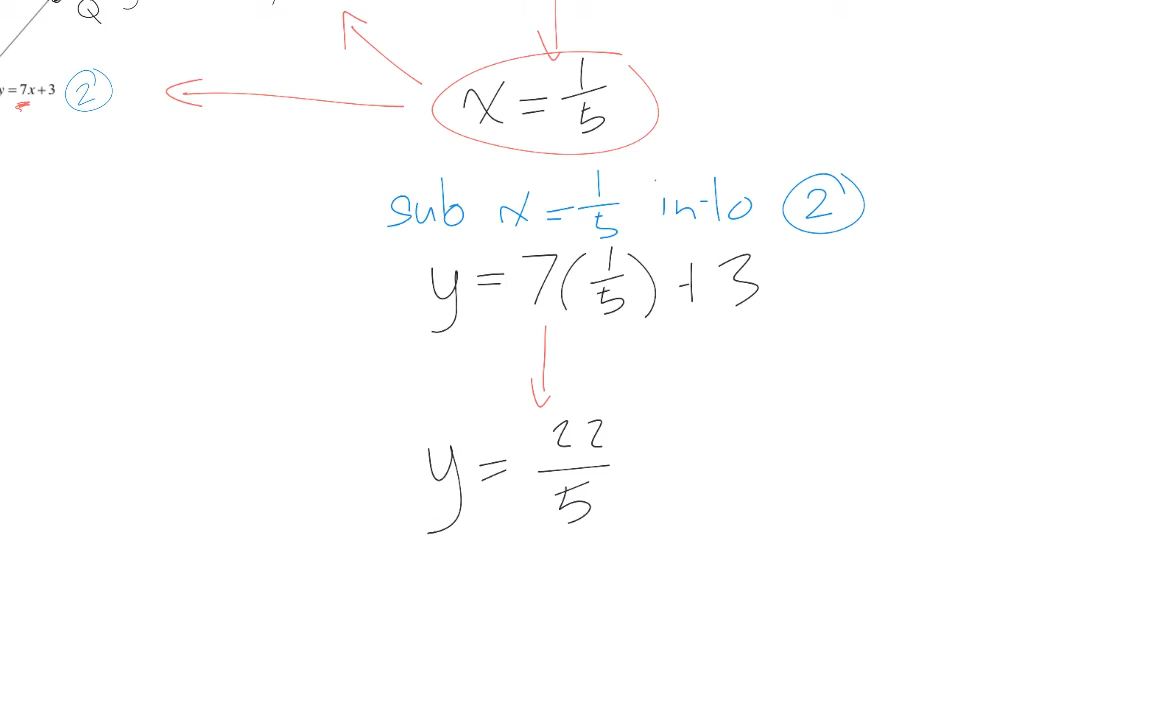 Q
y = 7x + 3 ②
x = 1/5
sub x = 1/5 into ②
y = 7(1/5) + 3
y = 22/5